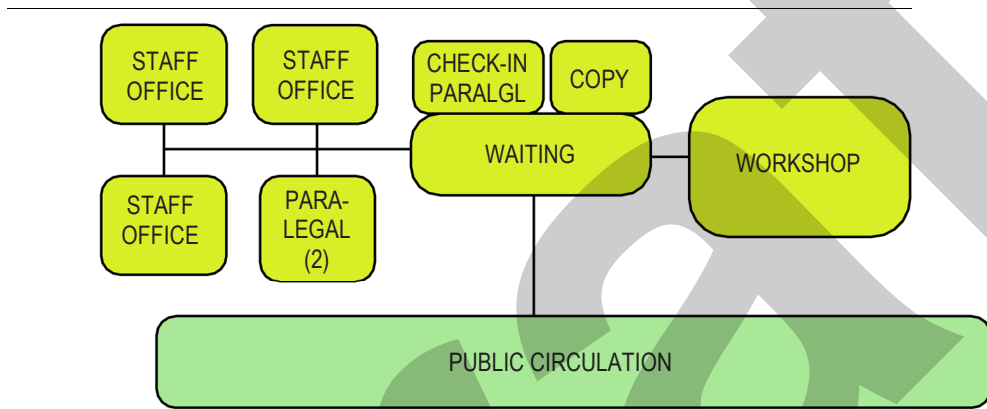 STAFF
OFFICE
STAFF
OFFICE
CHECK-IN
PARALGL
COPY
WAITING
WORKSHOP
STAFF
OFFICE
PARA-
LEGAL
(2)
PUBLIC CIRCULATION